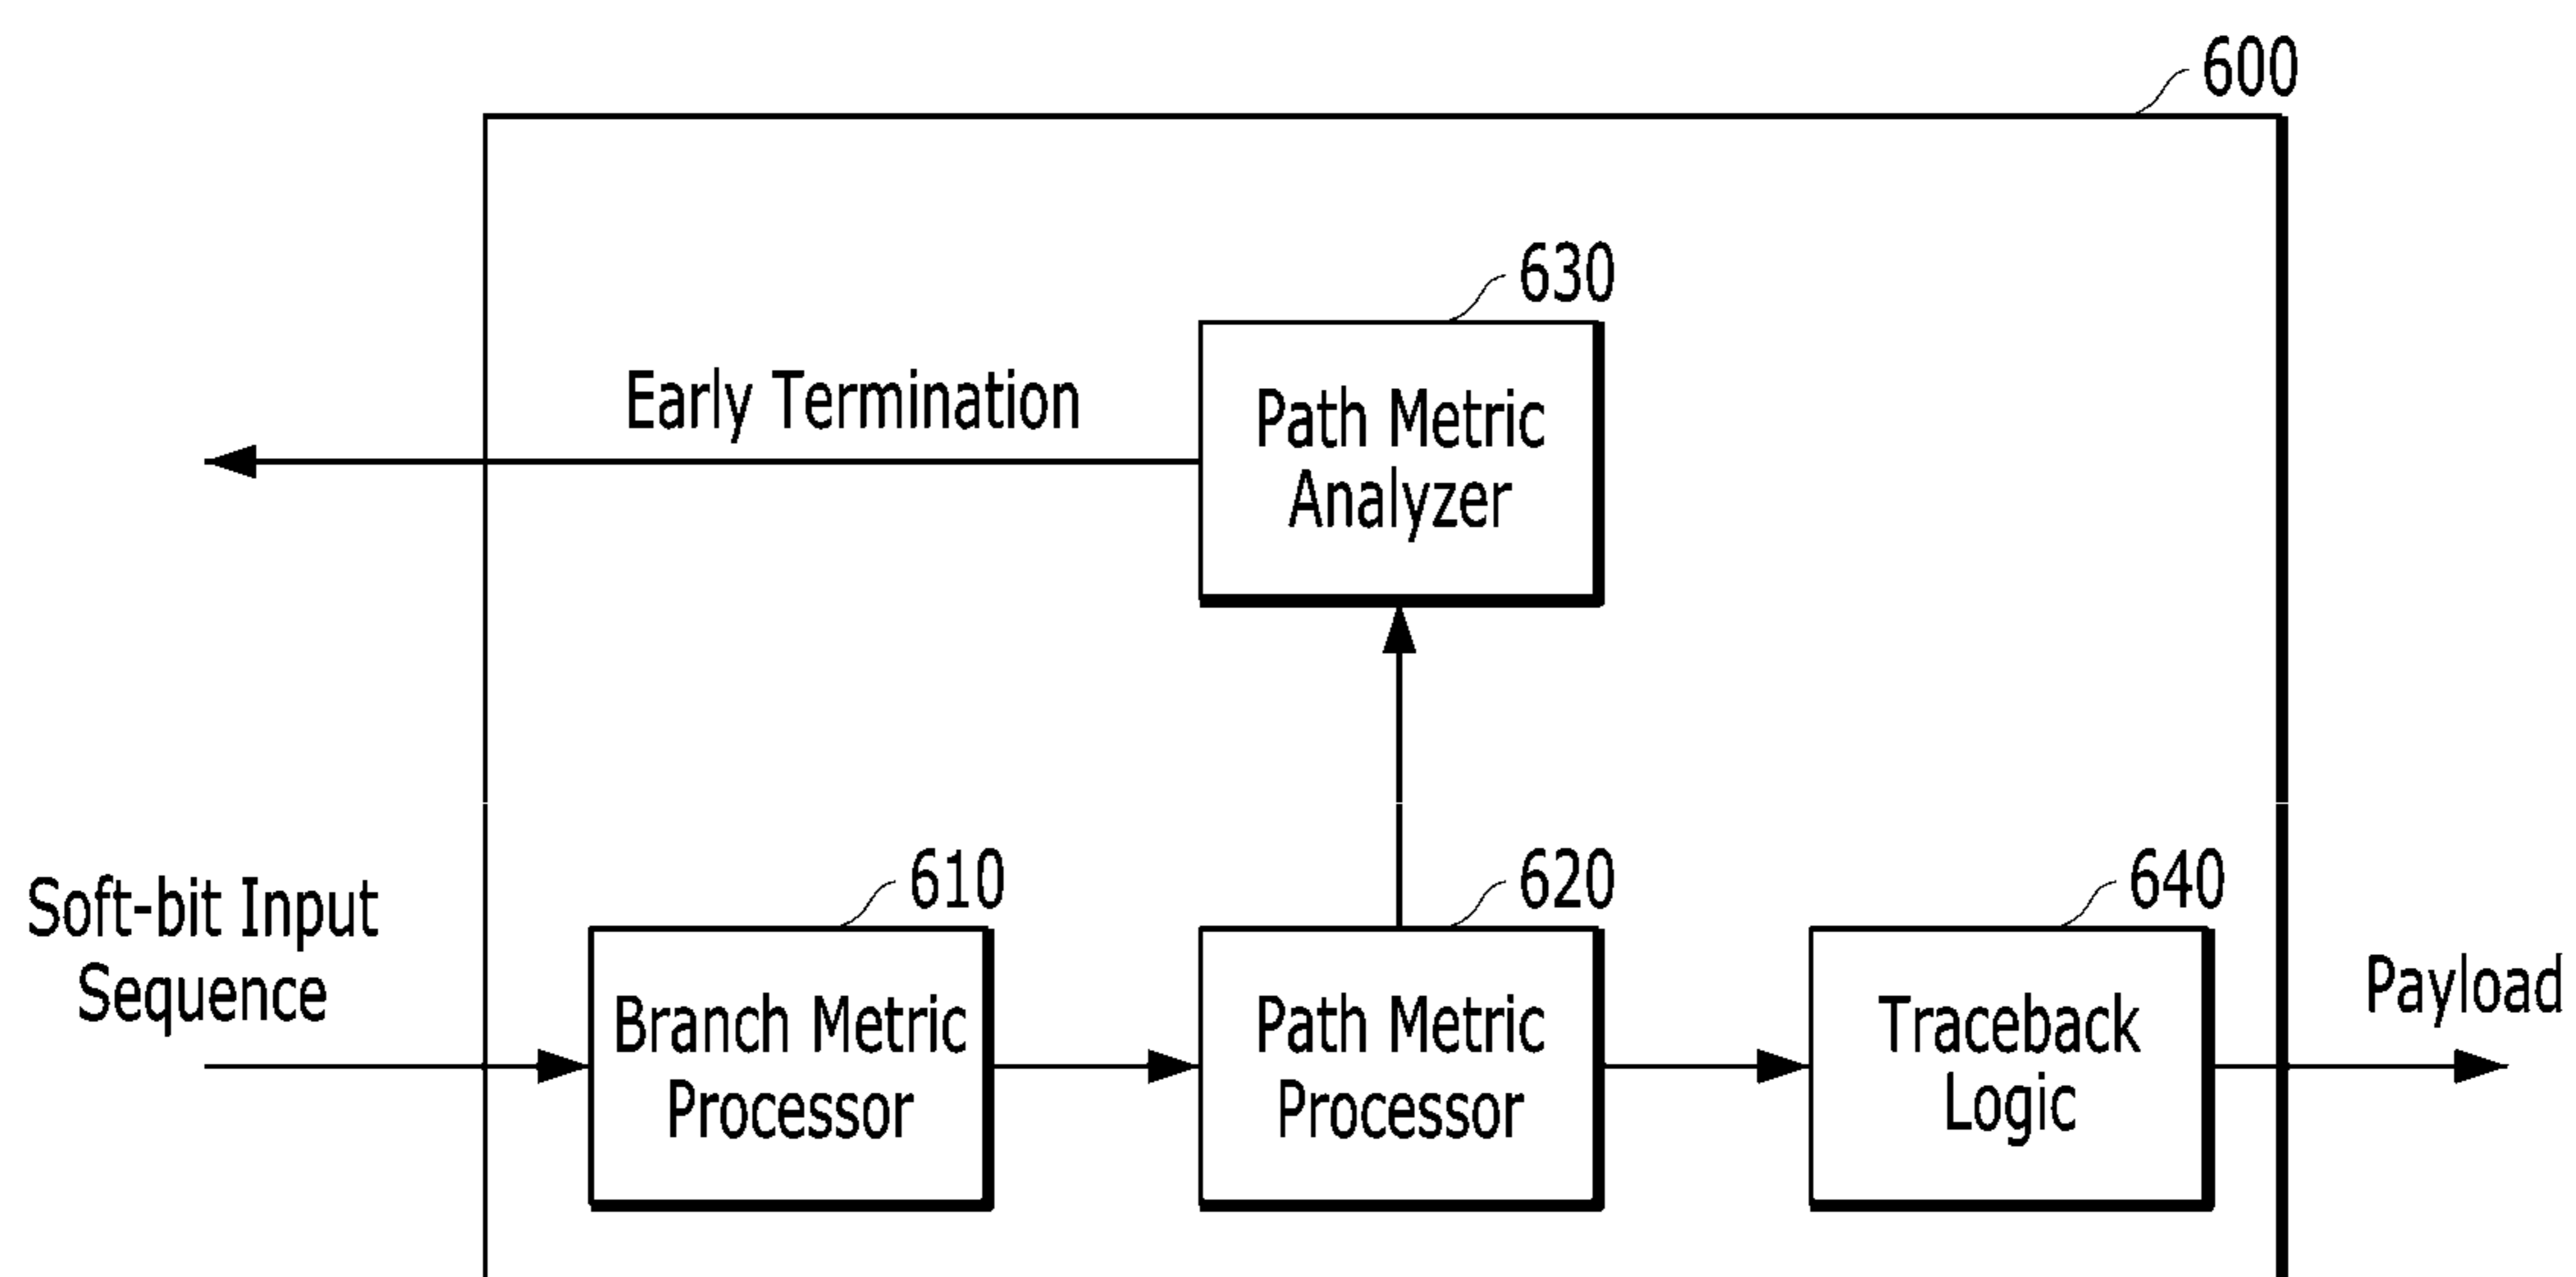 600
630
Early Termination
Path Metric
Analyzer
610
620
640
Soft-bit Input
Sequence
Branch Metric
Processor
Path Metric
Processor
Traceback
Logic
Payload